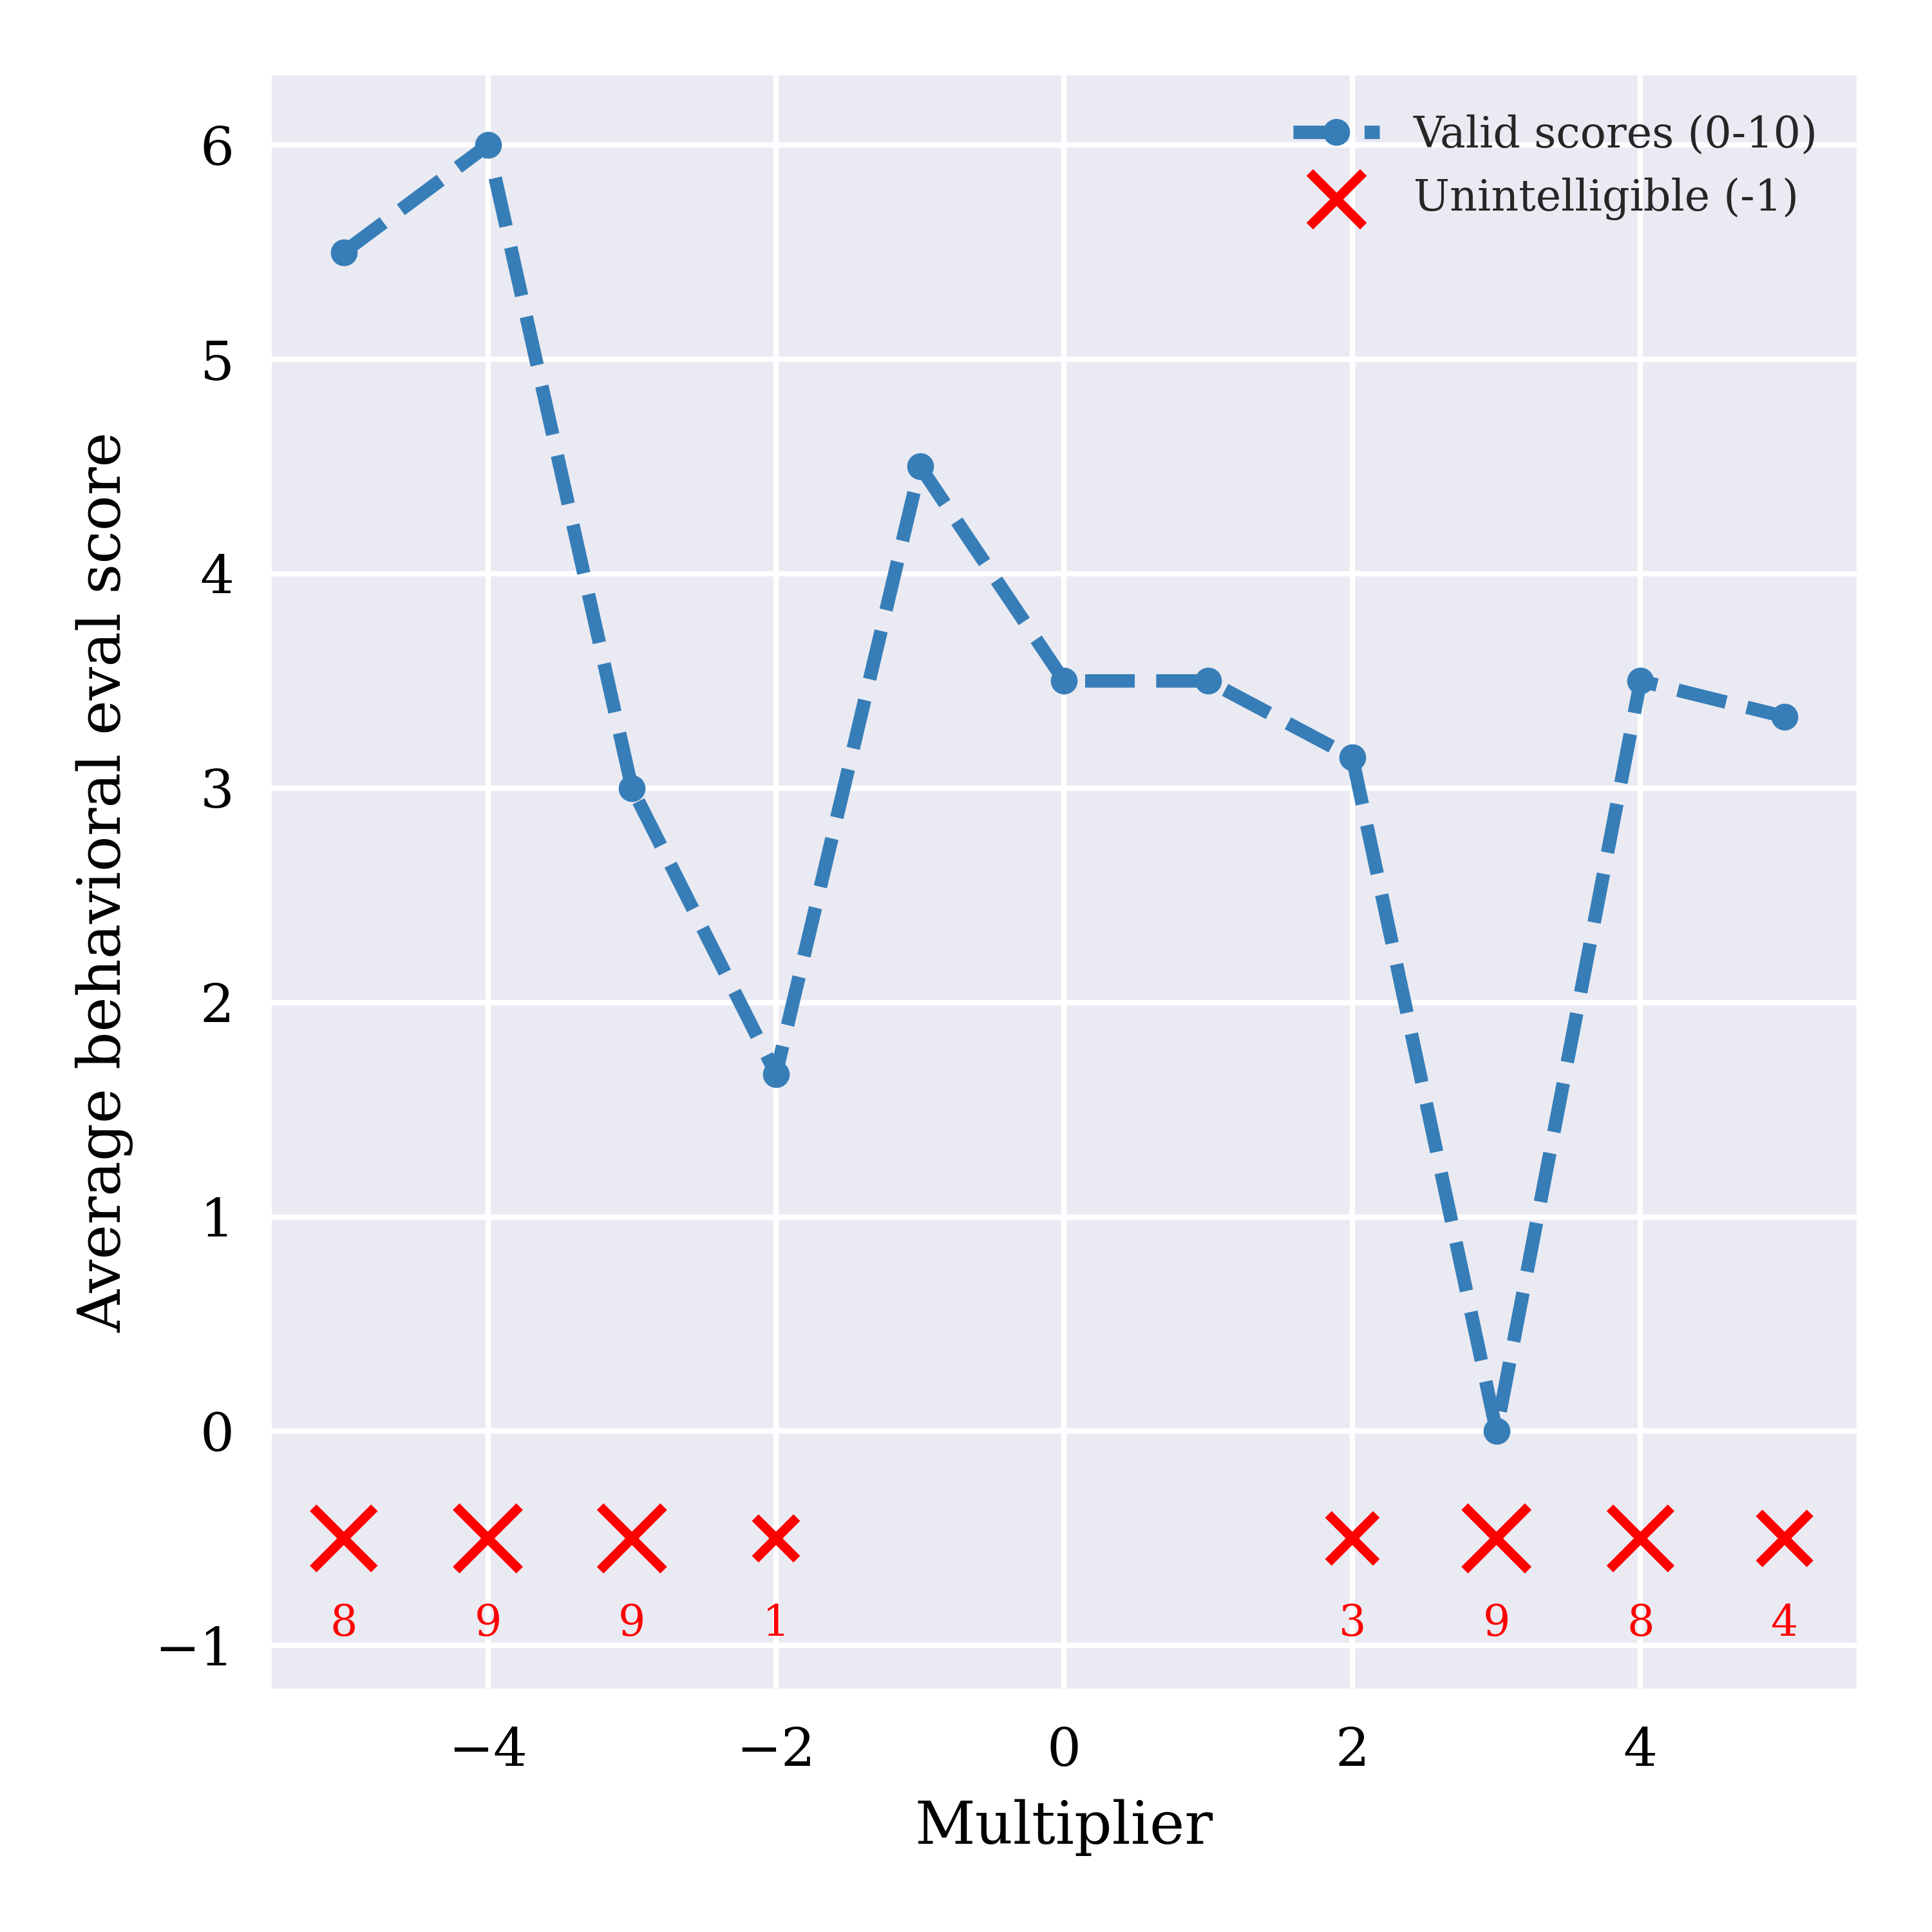 Valid scores (0-10)
Unintelligible (-1)
6
5
4
3
2
1
0
−1
Average behavioral eval score
8 9 9 1 3 9 8 4
−4 −2 0 2 4
Multiplier